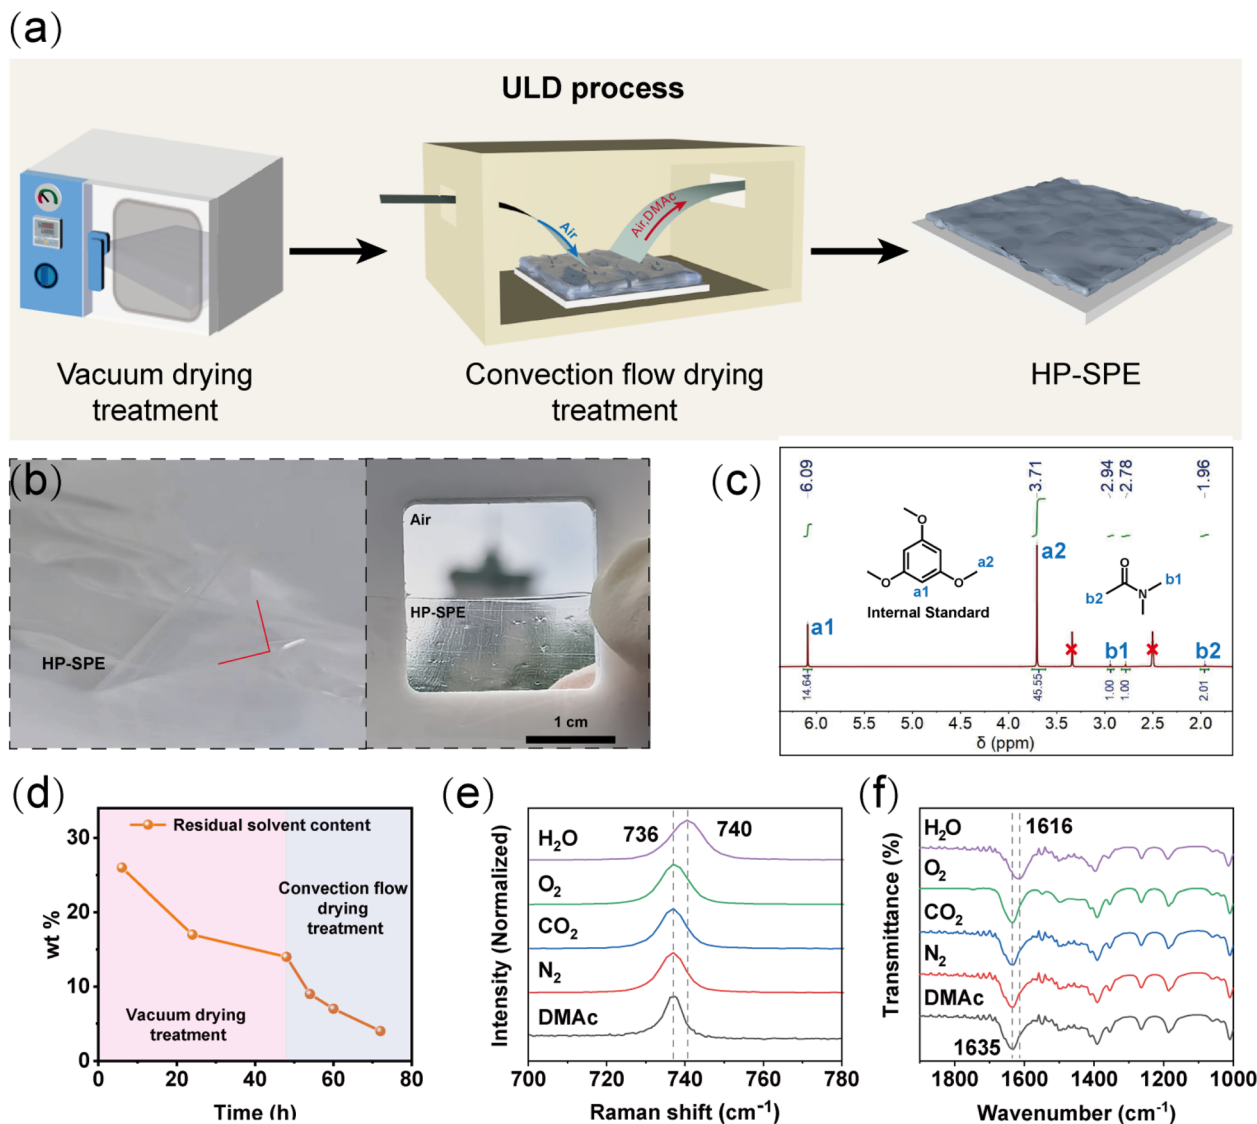 (a)
ULD process
Air
Air,DMAc
Vacuum drying
treatment
Convection flow drying
treatment
HP-SPE
(b)
HP-SPE
Air
HP-SPE
1 cm
(c)
6.09
3.71
2.94
2.78
1.96
a1
a2
O
O
O
a2
a1
Internal Standard
O
N
b1
b2
b1
b2
14.64
45.55
1.00
1.00
2.01
6.0 5.0 4.5 4.0 3.5 3.0 2.5 2.0
δ (ppm)
(d)
Residual solvent content
Convection flow
drying
treatment
Vacuum drying
treatment
30
20
10
0
wt %
0 20 40 60 80
Time (h)
(e)
736 740
H₂O
O₂
CO₂
N₂
DMAc
Intensity (Normalized)
700 720 740 760 780
Raman shift (cm⁻¹)
(f)
1616
H₂O
O₂
CO₂
N₂
DMAc
1635
Transmittance (%)
1800 1600 1400 1200 1000
Wavenumber (cm⁻¹)